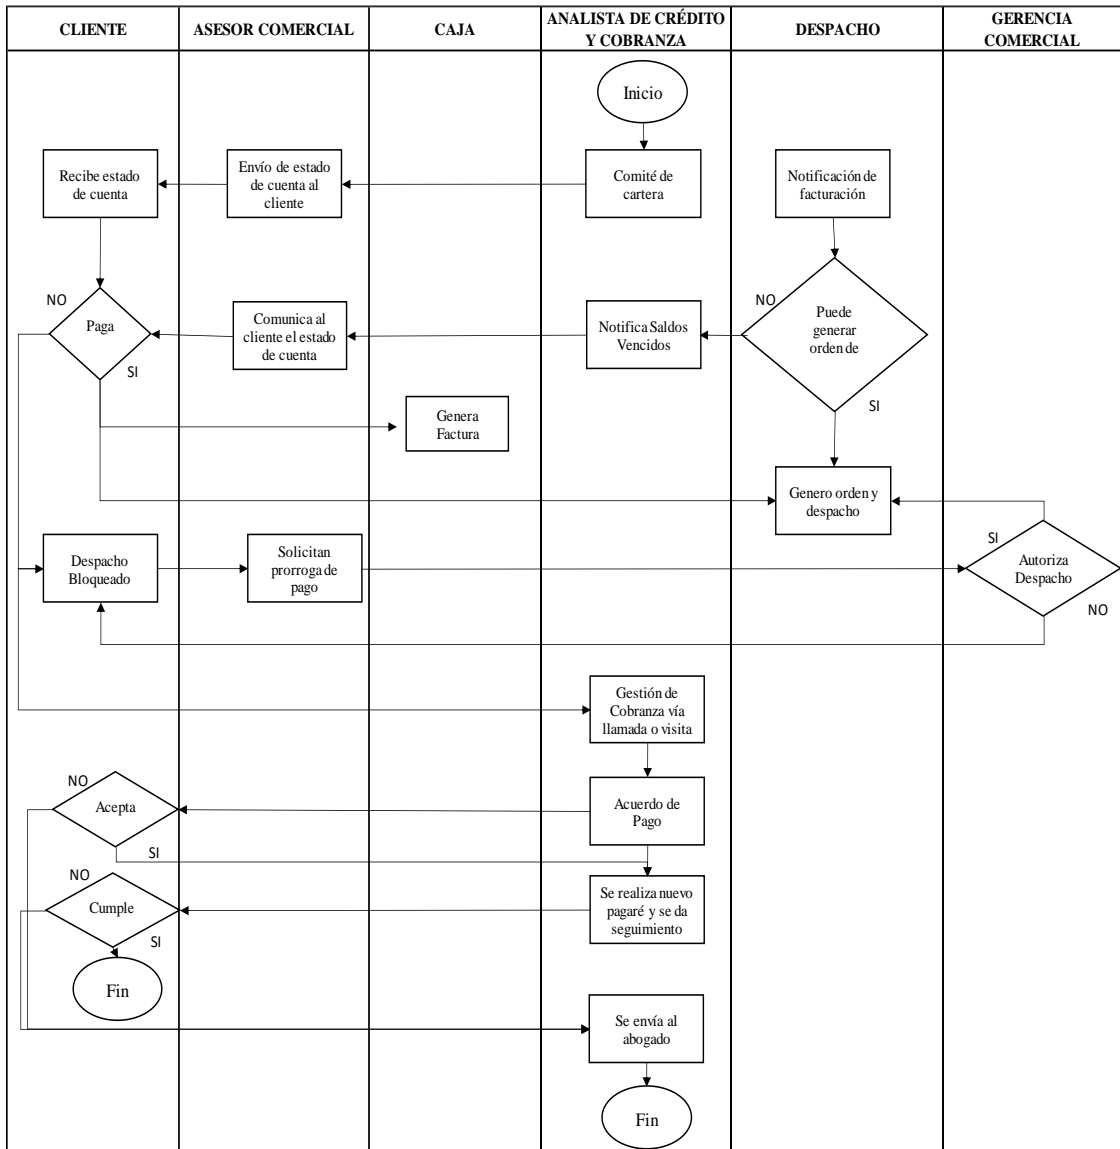 CLIENTE
ASESOR COMERCIAL
CAJA
ANALISTA DE CRÉDITO
Y COBRANZA
DESPACHO
GERENCIA
COMERCIAL
Inicio
Recibe estado
de cuenta
Envío de estado
de cuenta al
cliente
Comité de
cartera
Notificación de
facturación
NO
Paga
SI
Comunica al
cliente el estado
de cuenta
Notifica Saldos
Vencidos
NO
Puede
generar
orden de
SI
Genera
Factura
Genero orden y
despacho
Despacho
Bloqueado
Solicitan
prorroga de
pago
SI
Autoriza
Despacho
NO
Gestión de
Cobranza vía
llamada o visita
NO
Acepta
SI
Acuerdo de
Pago
NO
Cumple
SI
Se realiza nuevo
pagaré y se da
seguimiento
Fin
Se envía al
abogado
Fin